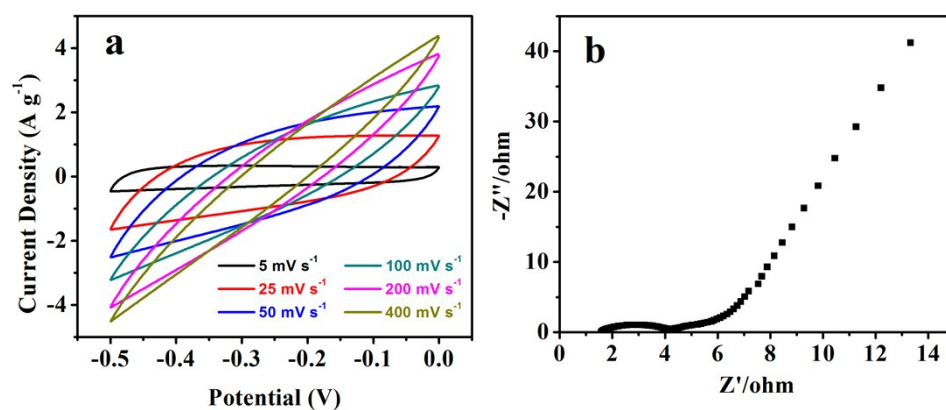 a
Current Density (A g⁻¹)
4
2
0
-2
-4
5 mV s⁻¹
25 mV s⁻¹
50 mV s⁻¹
100 mV s⁻¹
200 mV s⁻¹
400 mV s⁻¹
-0.5 -0.4 -0.3 -0.2 -0.1 0.0
Potential (V)
b
-Z''/ohm
40
30
20
10
0
0 2 4 6 8 10 12 14
Z'/ohm